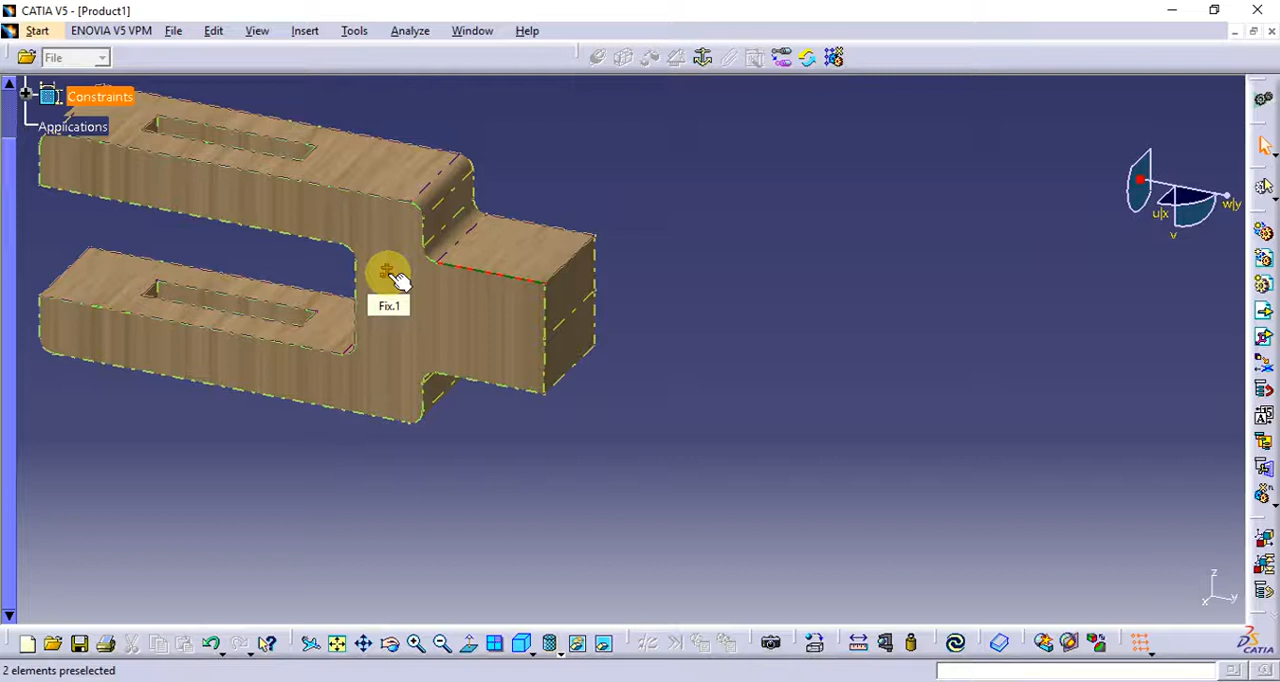 CATIA V5 - [Product1]
Start ENOVIA V5 VPM File Edit View Insert Tools Analyze Window Help
File
Constraints
Applications
w|y
u|x
v
Fix.1
z
x y
CATIA
2 elements preselected